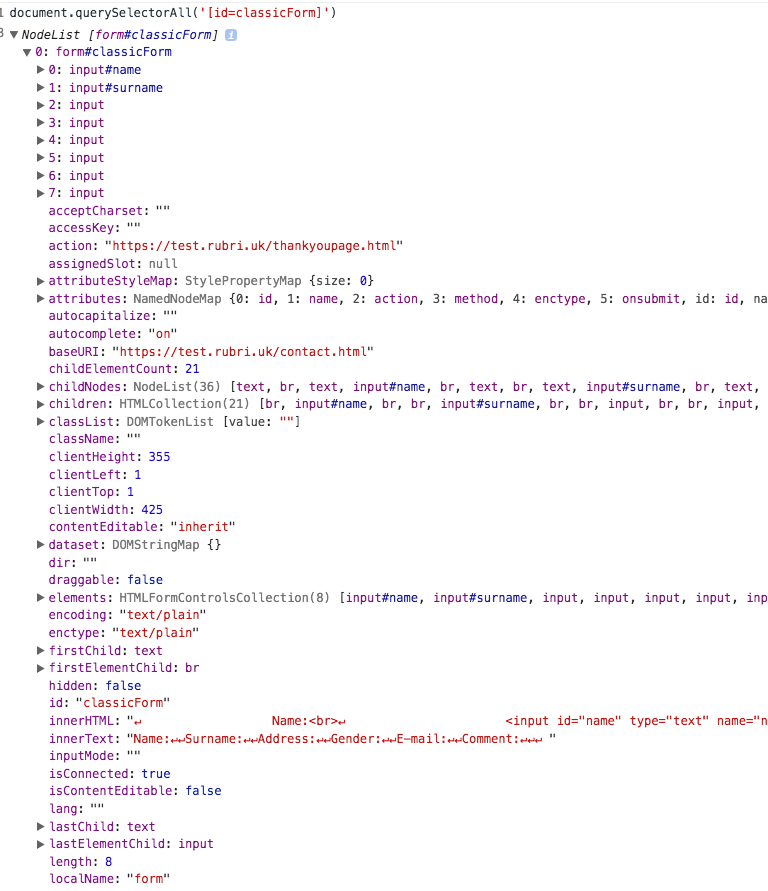 document.querySelectorAll('[id=classicForm]')
▼ NodeList [form#classicForm] i
▼ 0: form#classicForm
▶ 0: input#name
▶ 1: input#surname
▶ 2: input
▶ 3: input
▶ 4: input
▶ 5: input
▶ 6: input
▶ 7: input
acceptCharset: ""
accessKey: ""
action: "https://test.rubri.uk/thankyoupage.html"
assignedSlot: null
▶ attributeStyleMap: StylePropertyMap {size: 0}
▶ attributes: NamedNodeMap {0: id, 1: name, 2: action, 3: method, 4: enctype, 5: onsubmit, id: id, na
autocapitalize: ""
autocomplete: "on"
baseURI: "https://test.rubri.uk/contact.html"
childElementCount: 21
▶ childNodes: NodeList(36) [text, br, text, input#name, br, text, br, text, input#surname, br, text,
▶ children: HTMLCollection(21) [br, input#name, br, br, input#surname, br, br, input, br, br, input,
▶ classList: DOMTokenList [value: ""]
className: ""
clientHeight: 355
clientLeft: 1
clientTop: 1
clientWidth: 425
contentEditable: "inherit"
▶ dataset: DOMStringMap {}
dir: ""
draggable: false
▶ elements: HTMLFormControlsCollection(8) [input#name, input#surname, input, input, input, input, inp
encoding: "text/plain"
enctype: "text/plain"
▶ firstChild: text
▶ firstElementChild: br
hidden: false
id: "classicForm"
innerHTML: "↵ Name:<br>↵ <input id="name" type="text" name="n
innerText: "Name:↵↵Surname:↵↵Address:↵↵Gender:↵↵E-mail:↵↵Comment:↵↵↵ "
inputMode: ""
isConnected: true
isContentEditable: false
lang: ""
▶ lastChild: text
▶ lastElementChild: input
length: 8
localName: "form"